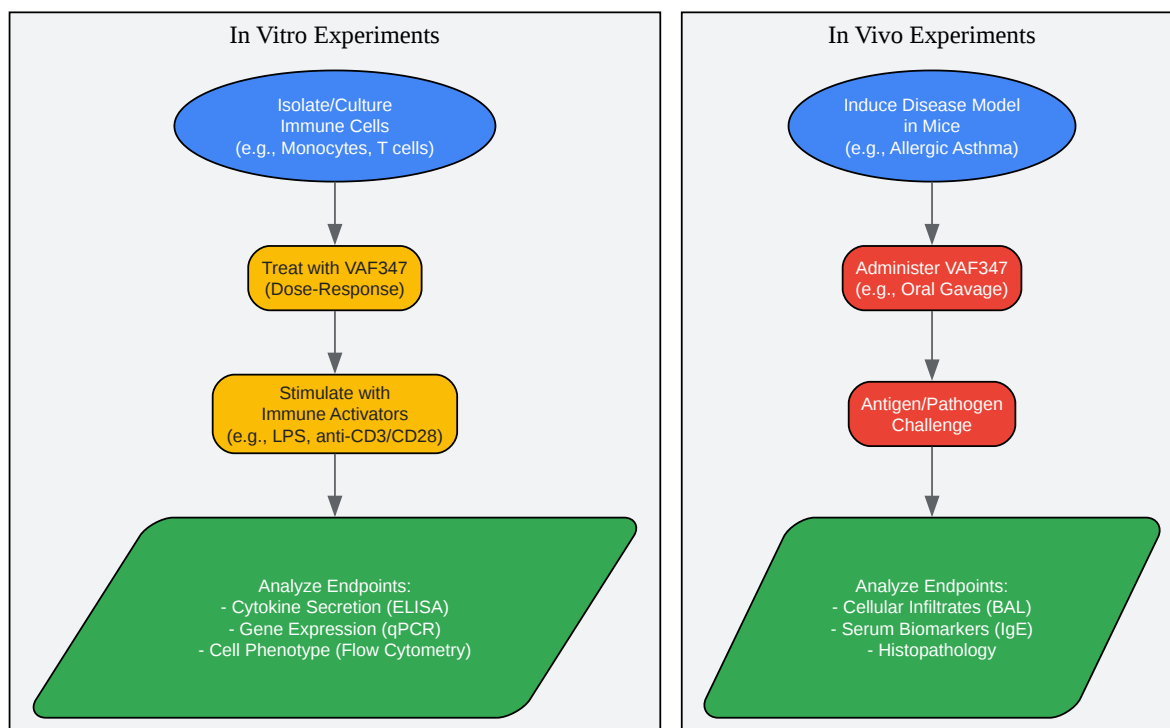 In Vitro Experiments
Isolate/Culture
Immune Cells
(e.g., Monocytes, T cells)
Treat with VAF347
(Dose-Response)
Stimulate with
Immune Activators
(e.g., LPS, anti-CD3/CD28)
Analyze Endpoints:
- Cytokine Secretion (ELISA)
- Gene Expression (qPCR)
- Cell Phenotype (Flow Cytometry)
In Vivo Experiments
Induce Disease Model
in Mice
(e.g., Allergic Asthma)
Administer VAF347
(e.g., Oral Gavage)
Antigen/Pathogen
Challenge
Analyze Endpoints:
- Cellular Infiltrates (BAL)
- Serum Biomarkers (IgE)
- Histopathology